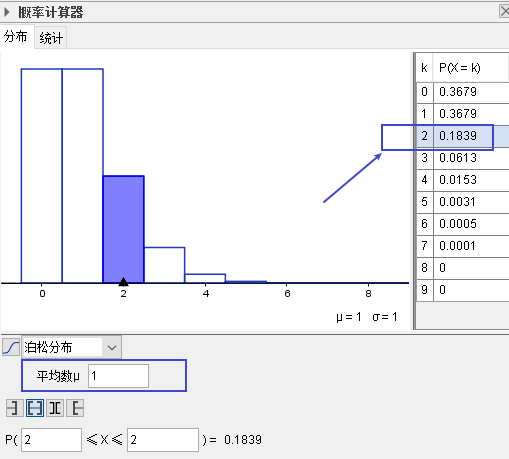 概率计算器
分布 统计
k P(X = k)
0 0.3679
1 0.3679
2 0.1839
3 0.0613
4 0.0153
5 0.0031
6 0.0005
7 0.0001
8 0
9 0
0 2 4 6 8
μ = 1 σ = 1
泊松分布
平均数μ 1
P( 2 ≤ X ≤ 2 ) = 0.1839